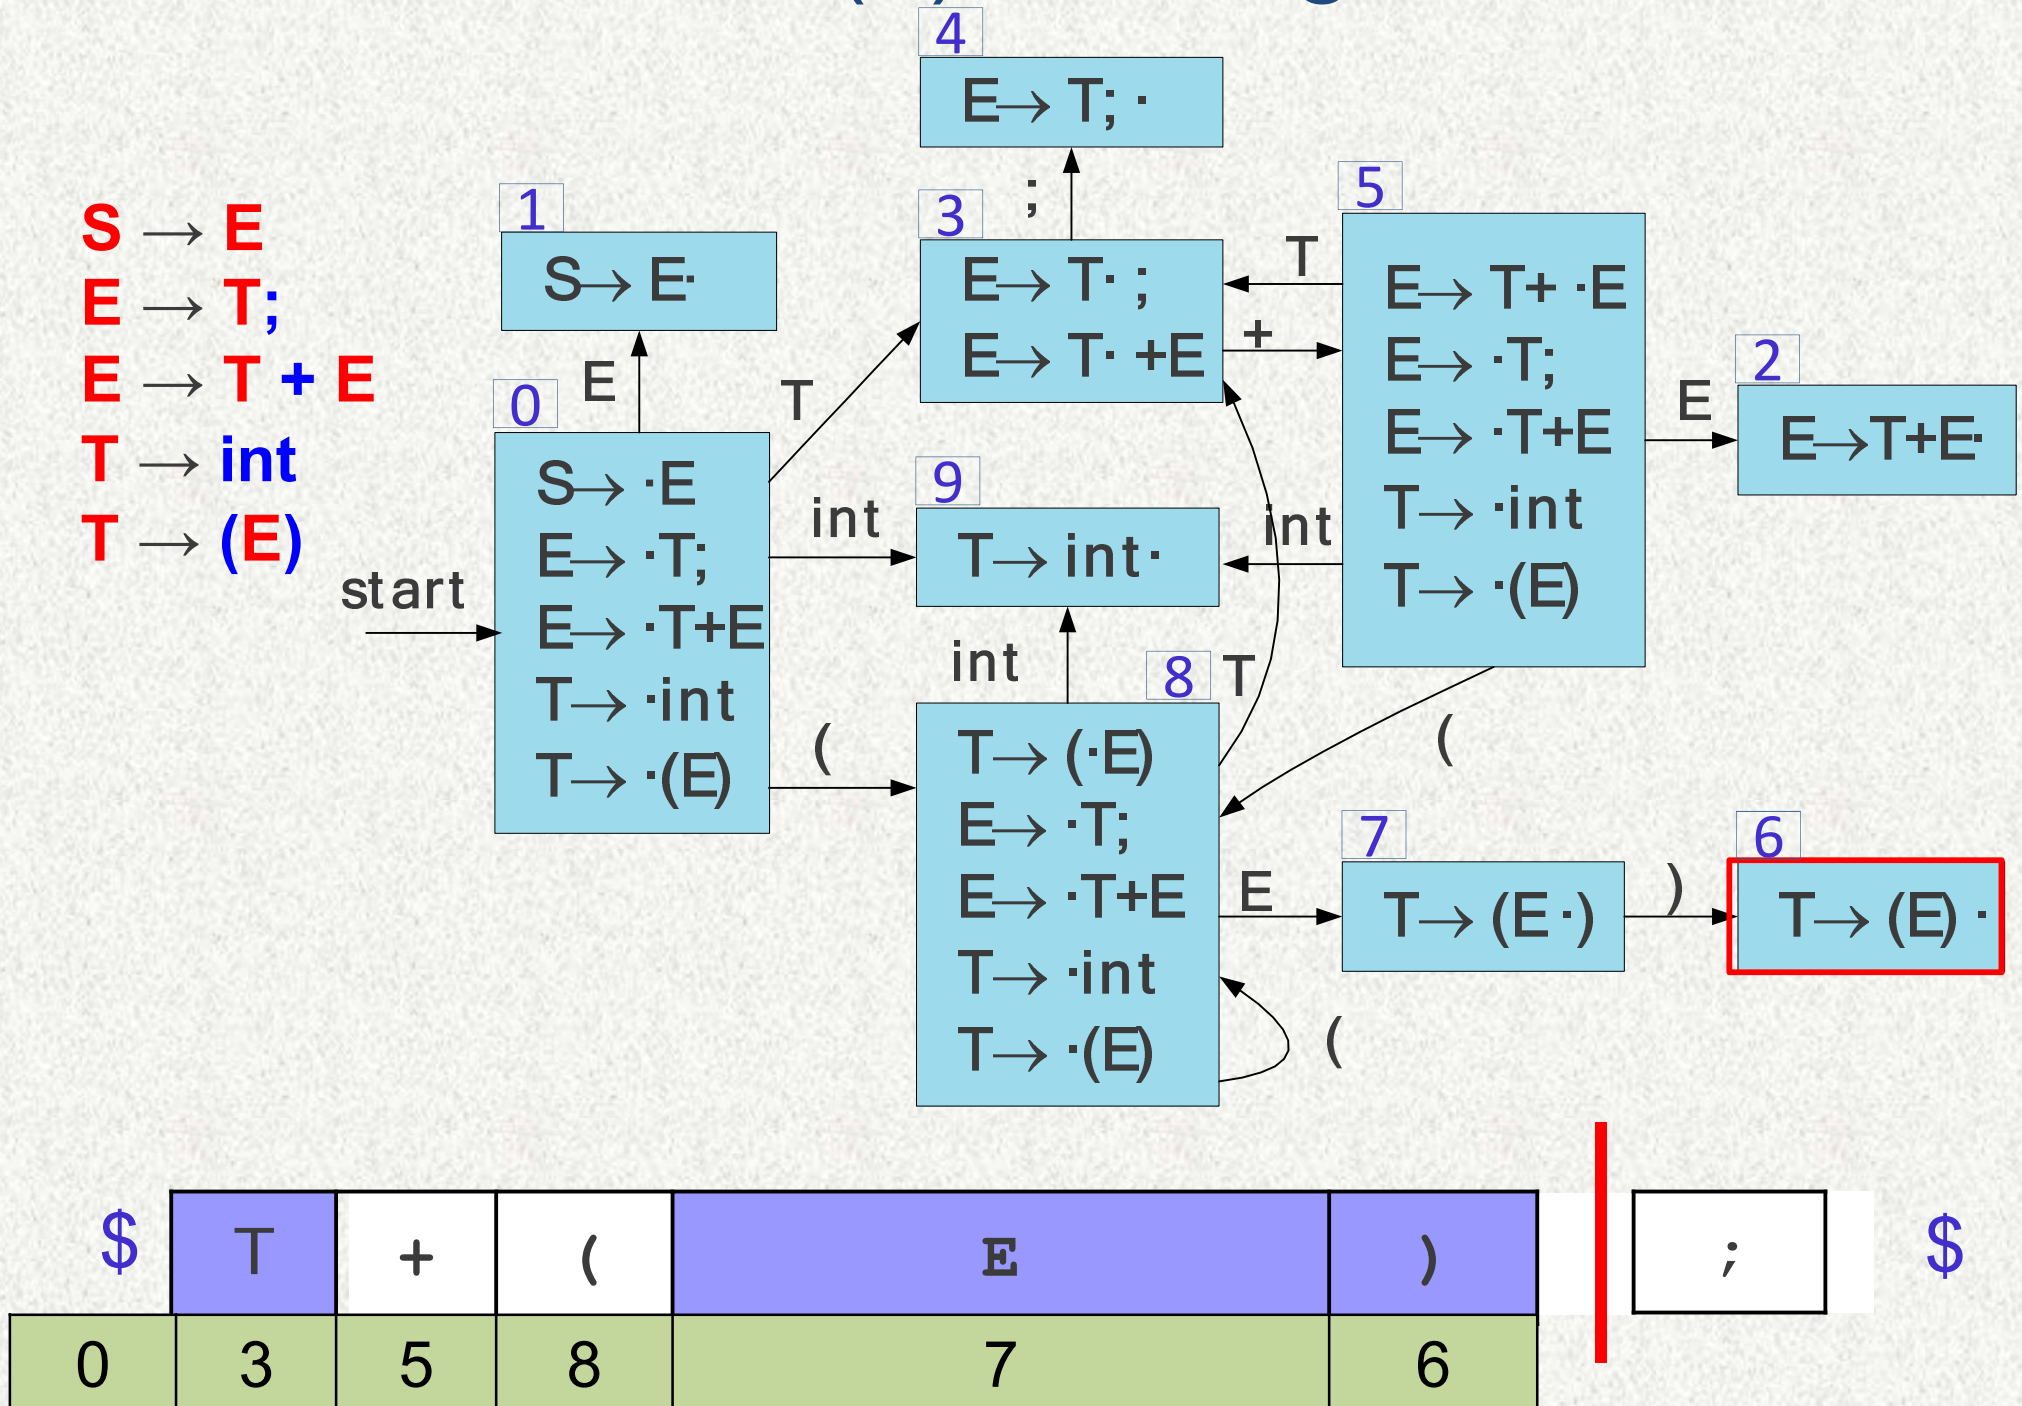 4
E→ T; ·
S → E
E → T;
E → T + E
T → int
T → (E)
1
S→ E·
;
3
E→ T· ;
E→ T· +E
T
+
5
E→ T+ ·E
E→ ·T;
E→ ·T+E
T→ ·int
T→ ·(E)
E
2
E→T+E·
0
E
T
start
S→ ·E
E→ ·T;
E→ ·T+E
T→ ·int
T→ ·(E)
int
9
T→ int·
int
int
8
T
(
(
T→ (·E)
E→ ·T;
E→ ·T+E
T→ ·int
T→ ·(E)
(
E
7
T→ (E·)
)
6
T→ (E) ·
$ T + ( E ) ; $
0 3 5 8 7 6